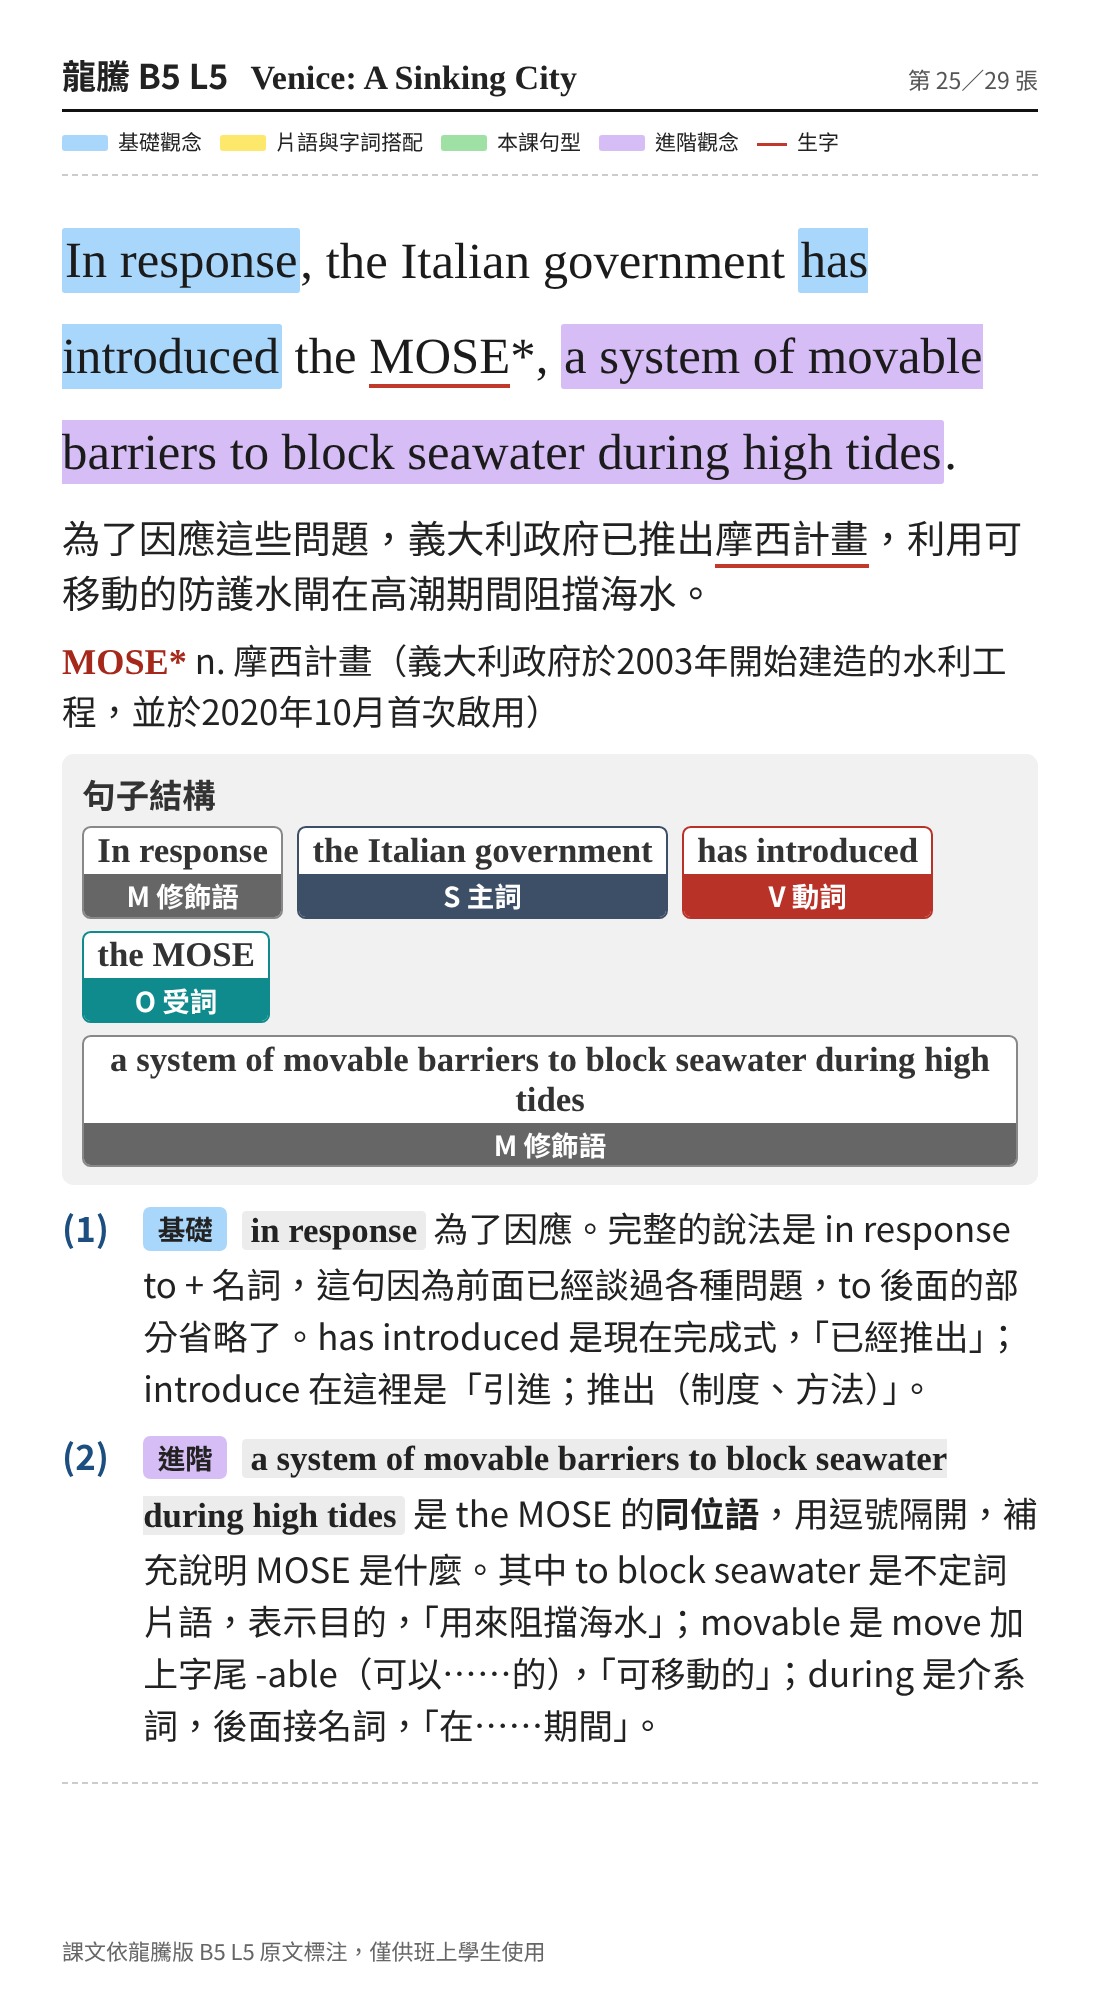 龍騰 B5 L5 Venice: A Sinking City 第 25／29 張
基礎觀念 片語與字詞搭配 本課句型 進階觀念 生字
In response, the Italian government has
introduced the MOSE*, a system of movable
barriers to block seawater during high tides.
為了因應這些問題，義大利政府已推出摩西計畫，利用可
移動的防護水閘在高潮期間阻擋海水。
MOSE* n. 摩西計畫（義大利政府於2003年開始建造的水利工
程，並於2020年10月首次啟用）
句子結構
In response the Italian government has introduced
M 修飾語 S 主詞 V 動詞
the MOSE
O 受詞
a system of movable barriers to block seawater during high
tides
M 修飾語
(1) 基礎 in response 為了因應。完整的說法是 in response
to + 名詞，這句因為前面已經談過各種問題，to 後面的部
分省略了。has introduced 是現在完成式，「已經推出」；
introduce 在這裡是「引進；推出（制度、方法）」。
(2) 進階 a system of movable barriers to block seawater
during high tides 是 the MOSE 的同位語，用逗號隔開，補
充說明 MOSE 是什麼。其中 to block seawater 是不定詞
片語，表示目的，「用來阻擋海水」；movable 是 move 加
上字尾 -able（可以……的），「可移動的」；during 是介系
詞，後面接名詞，「在……期間」。
課文依龍騰版 B5 L5 原文標注，僅供班上學生使用